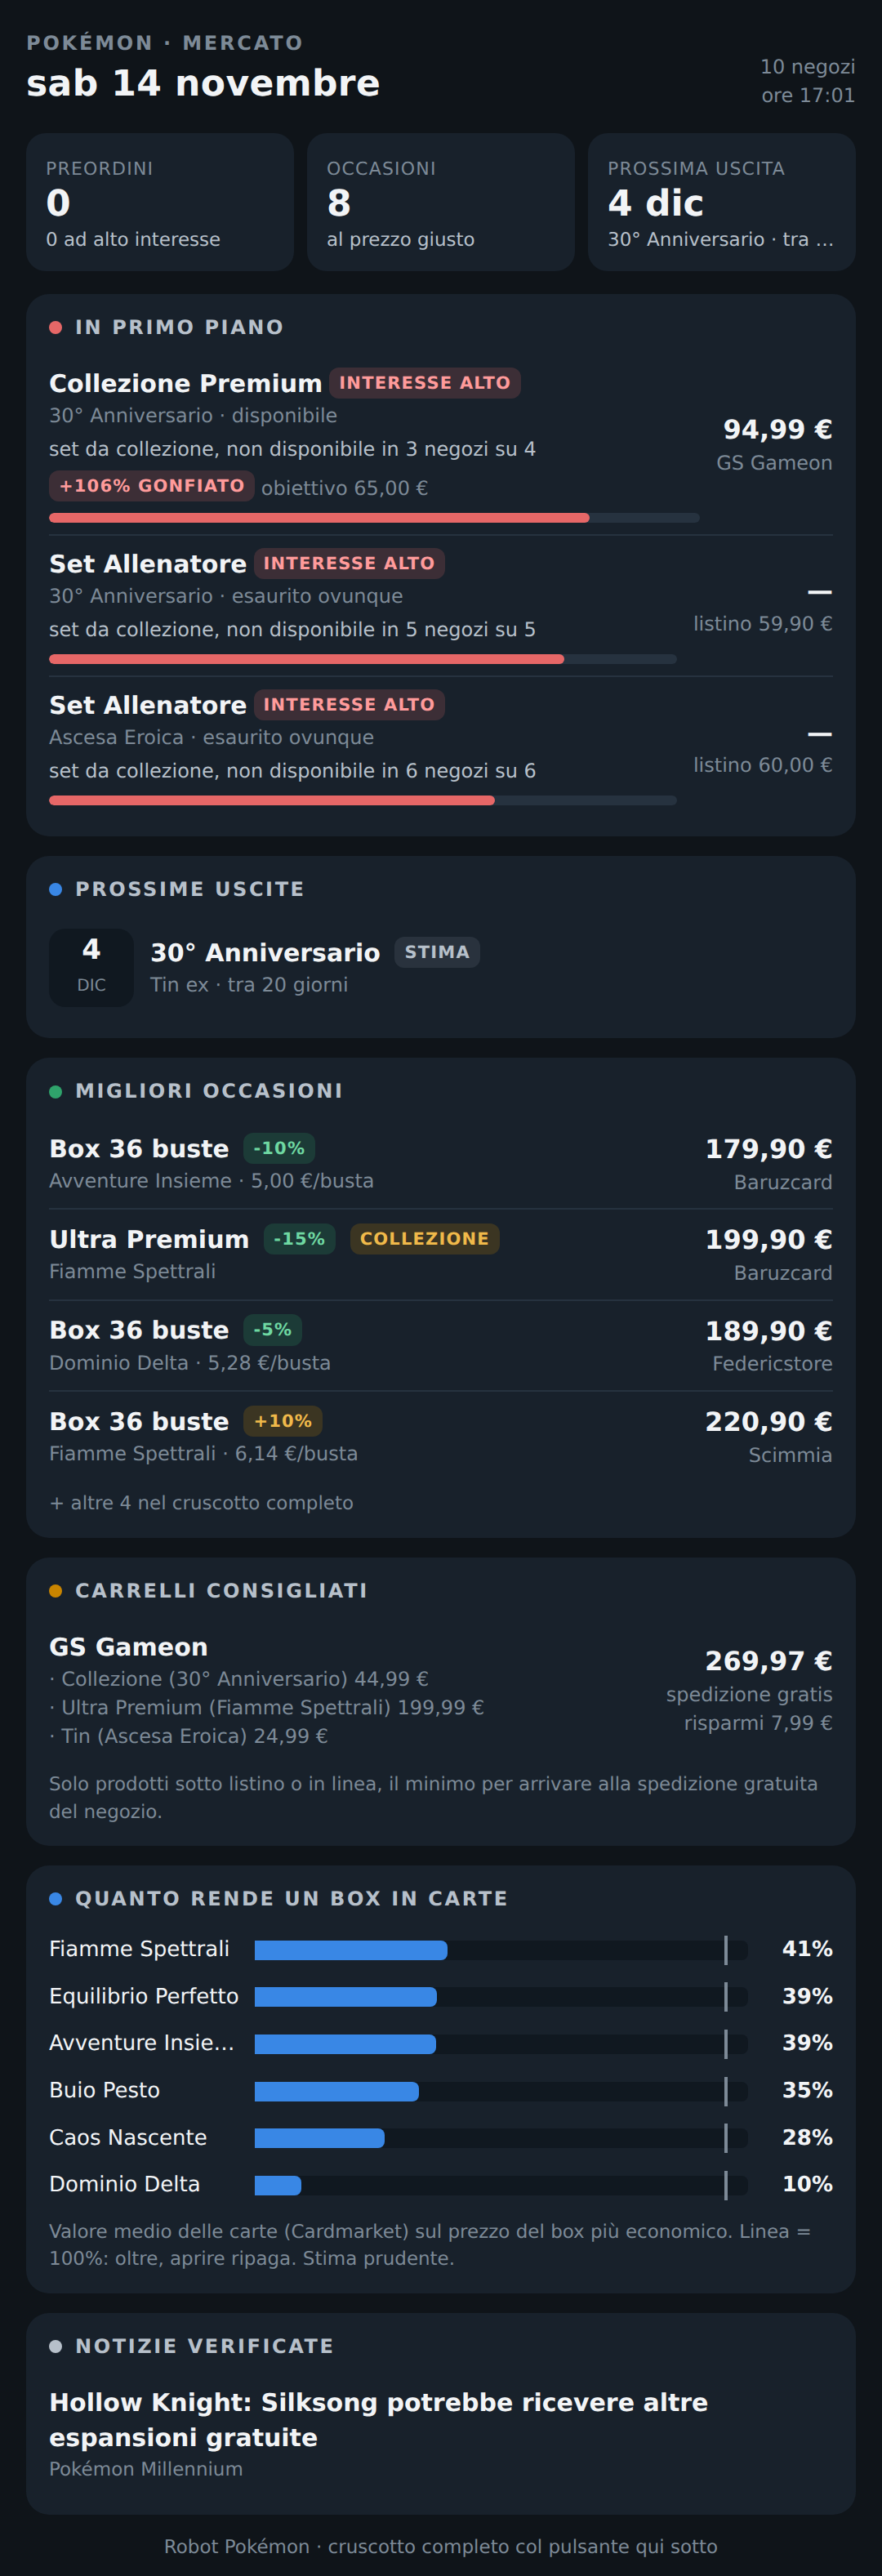 POKÉMON · MERCATO
sab 14 novembre
10 negozi
ore 17:01
PREORDINI
0
0 ad alto interesse
OCCASIONI
8
al prezzo giusto
PROSSIMA USCITA
4 dic
30° Anniversario · tra …
IN PRIMO PIANO
Collezione Premium INTERESSE ALTO
30° Anniversario · disponibile
set da collezione, non disponibile in 3 negozi su 4
+106% GONFIATO obiettivo 65,00 €
94,99 €
GS Gameon
Set Allenatore INTERESSE ALTO
30° Anniversario · esaurito ovunque
set da collezione, non disponibile in 5 negozi su 5
—
listino 59,90 €
Set Allenatore INTERESSE ALTO
Ascesa Eroica · esaurito ovunque
set da collezione, non disponibile in 6 negozi su 6
—
listino 60,00 €
PROSSIME USCITE
4
DIC
30° Anniversario STIMA
Tin ex · tra 20 giorni
MIGLIORI OCCASIONI
Box 36 buste -10%
Avventure Insieme · 5,00 €/busta
179,90 €
Baruzcard
Ultra Premium -15% COLLEZIONE
Fiamme Spettrali
199,90 €
Baruzcard
Box 36 buste -5%
Dominio Delta · 5,28 €/busta
189,90 €
Federicstore
Box 36 buste +10%
Fiamme Spettrali · 6,14 €/busta
220,90 €
Scimmia
+ altre 4 nel cruscotto completo
CARRELLI CONSIGLIATI
GS Gameon
· Collezione (30° Anniversario) 44,99 €
· Ultra Premium (Fiamme Spettrali) 199,99 €
· Tin (Ascesa Eroica) 24,99 €
269,97 €
spedizione gratis
risparmi 7,99 €
Solo prodotti sotto listino o in linea, il minimo per arrivare alla spedizione gratuita
del negozio.
QUANTO RENDE UN BOX IN CARTE
Fiamme Spettrali 41%
Equilibrio Perfetto 39%
Avventure Insie… 39%
Buio Pesto 35%
Caos Nascente 28%
Dominio Delta 10%
Valore medio delle carte (Cardmarket) sul prezzo del box più economico. Linea =
100%: oltre, aprire ripaga. Stima prudente.
NOTIZIE VERIFICATE
Hollow Knight: Silksong potrebbe ricevere altre
espansioni gratuite
Pokémon Millennium
Robot Pokémon · cruscotto completo col pulsante qui sotto